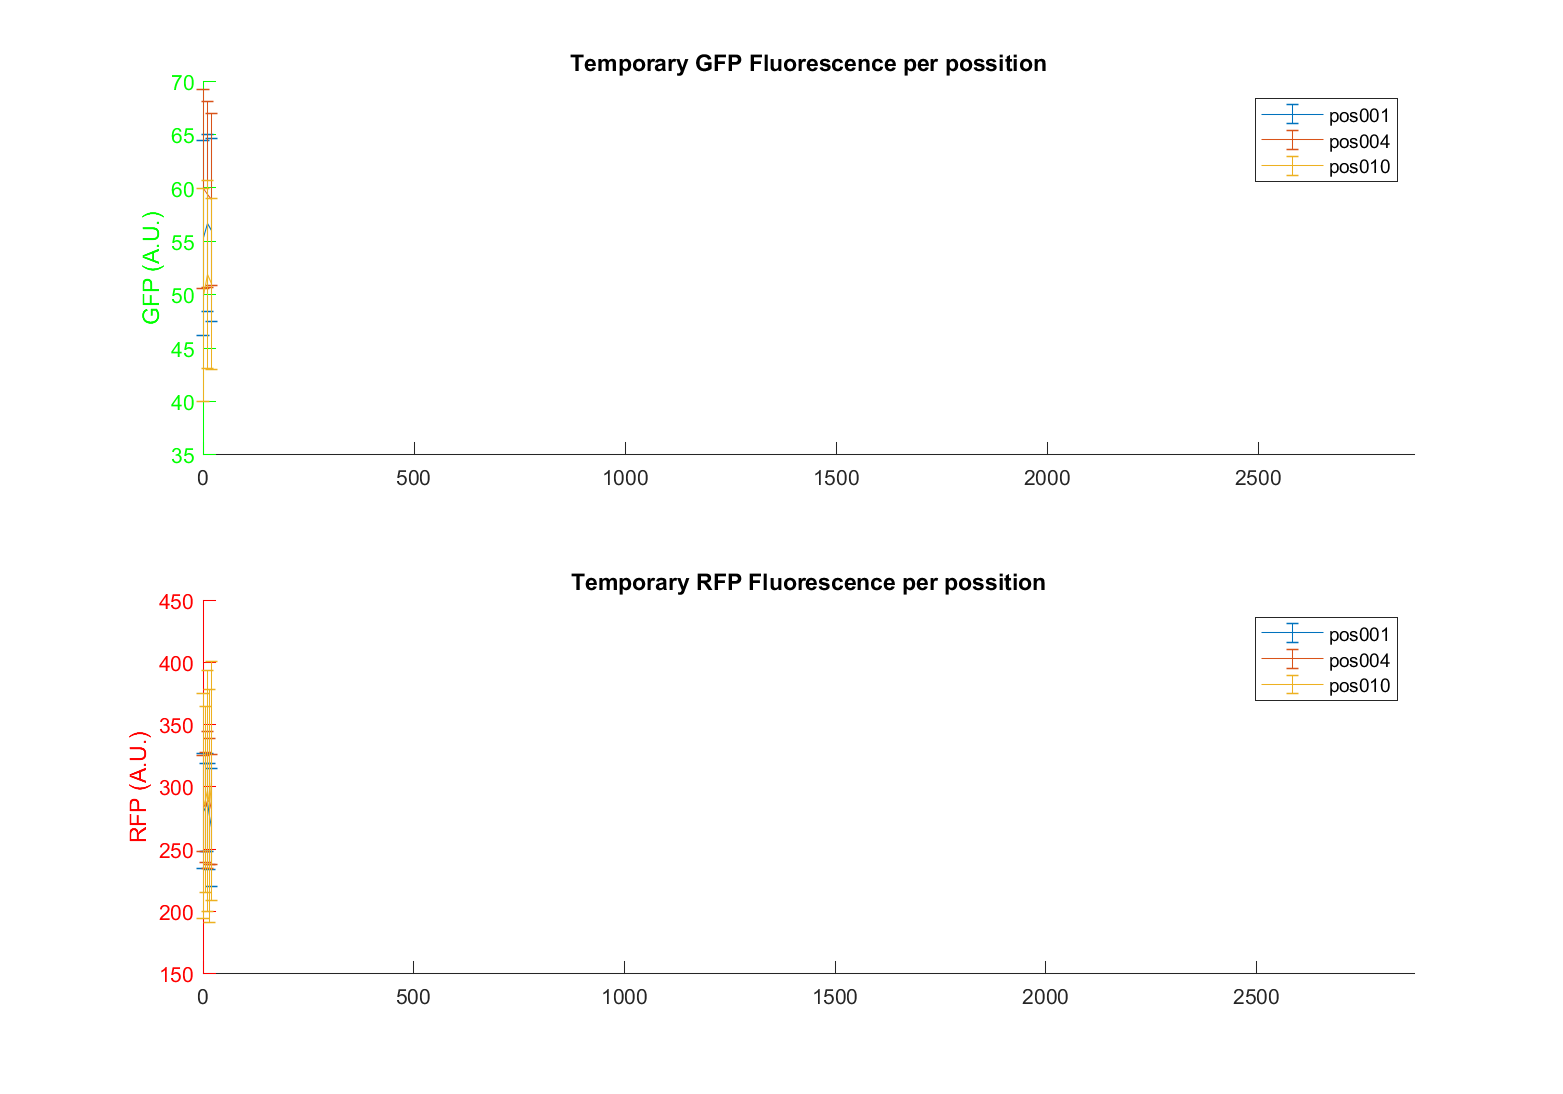 Temporary GFP Fluorescence per possition
70
65
60
55
50
45
40
35
GFP (A.U.)
pos001
pos004
pos010
0 500 1000 1500 2000 2500
Temporary RFP Fluorescence per possition
450
400
350
300
250
200
150
RFP (A.U.)
pos001
pos004
pos010
0 500 1000 1500 2000 2500